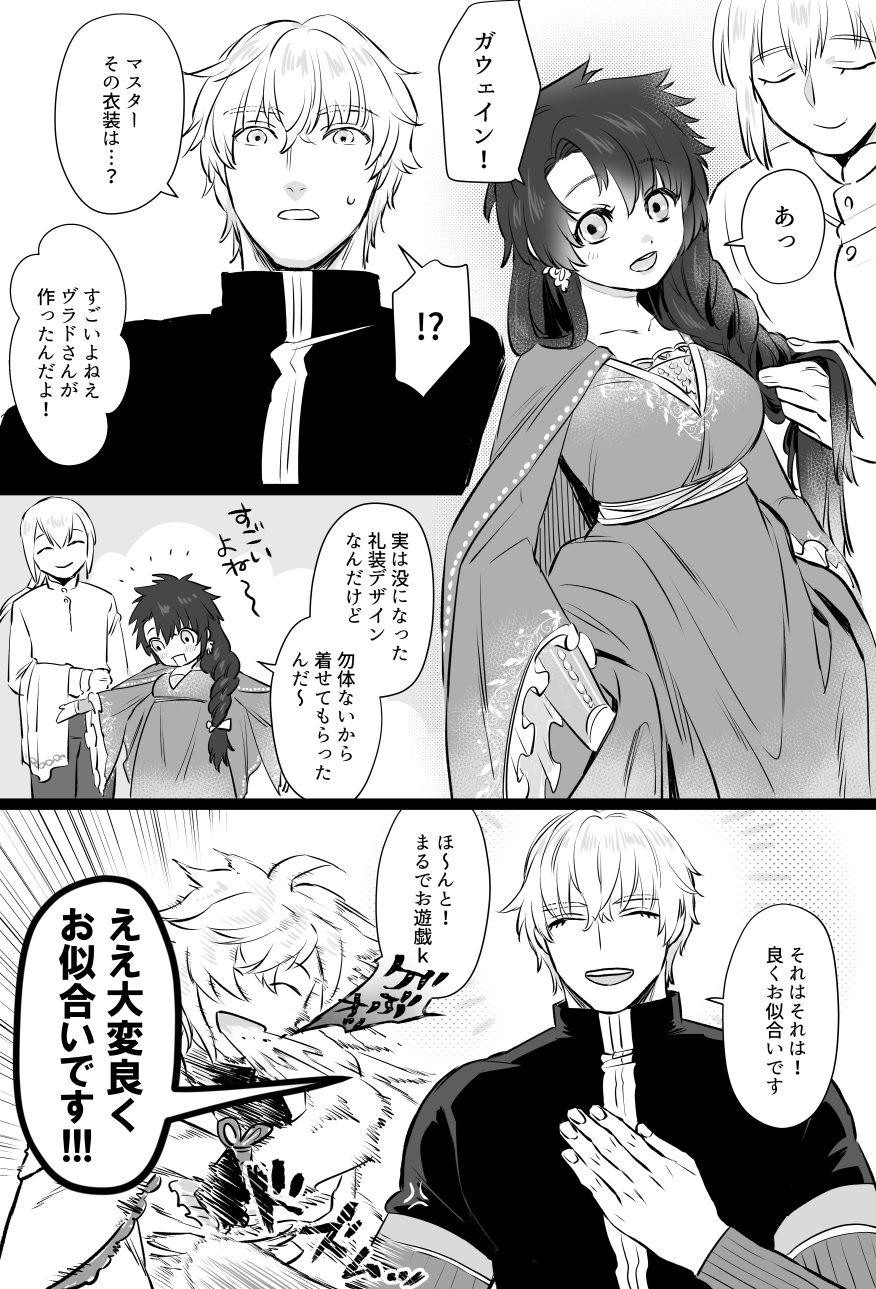 ガウェイン！
あっ
!?
マスター
その衣装は…？
すごいよねえ
ヴラドさんが
作ったんだよ！
実は没になった
礼装デザイン
なんだけど
勿体ないから
着せてもらった
んだ〜
すごい
よね〜
それはそれは！
良くお似合いです
ほ〜んと！
まるでお遊戯k
ええ大変良く
お似合いです!!!